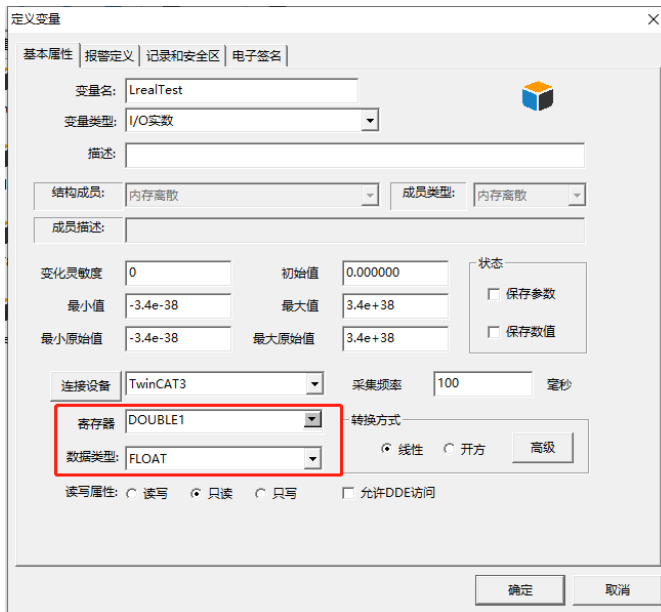 定义变量
基本属性 报警定义 记录和安全区 电子签名
变量名: LrealTest
变量类型: I/O实数
描述:
结构成员: 内存离散 成员类型: 内存离散
成员描述:
变化灵敏度 0 初始值 0.000000 状态
保存参数
最小值 -3.4e-38 最大值 3.4e+38
保存数值
最小原始值 -3.4e-38 最大原始值 3.4e+38
连接设备 TwinCAT3 采集频率 100 毫秒
寄存器 DOUBLE1 转换方式
数据类型: FLOAT 线性 开方 高级
读写属性: 读写 只读 只写 允许DDE访问
确定 取消